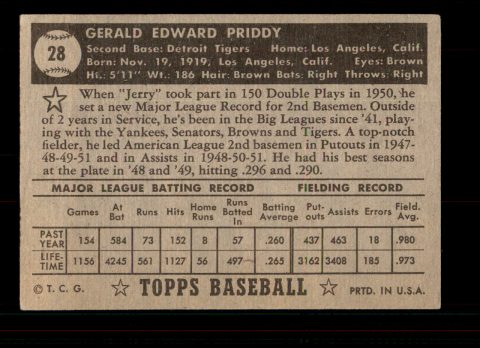 28
GERALD EDWARD PRIDDY
Second Base: Detroit Tigers Home: Los Angeles, Calif.
Born: Nov. 19, 1919, Los Angeles, Calif. Eyes: Brown
Ht.: 5'11" Wt.: 186 Hair: Brown Bats: Right Throws: Right
When "Jerry" took part in 150 Double Plays in 1950, he
set a new Major League Record for 2nd Basemen. Outside
of 2 years in Service, he's been in the Big Leagues since '41, play-
ing with the Yankees, Senators, Browns and Tigers. A top-notch
fielder, he led American League 2nd basemen in Putouts in 1947-
48-49-51 and in Assists in 1948-50-51. He had his best seasons
at the plate in '48 and '49, hitting .296 and .290.
MAJOR LEAGUE BATTING RECORD FIELDING RECORD
Games At Bat Runs Hits Home Runs Runs Batted In Batting Average Put-outs Assists Errors Field. Avg.
PAST YEAR 154 584 73 152 8 57 .260 437 463 18 .980
LIFE-TIME 1156 4245 561 1127 56 497 .265 3162 3408 185 .973
© T. C. G. TOPPS BASEBALL PRTD. IN U.S.A.